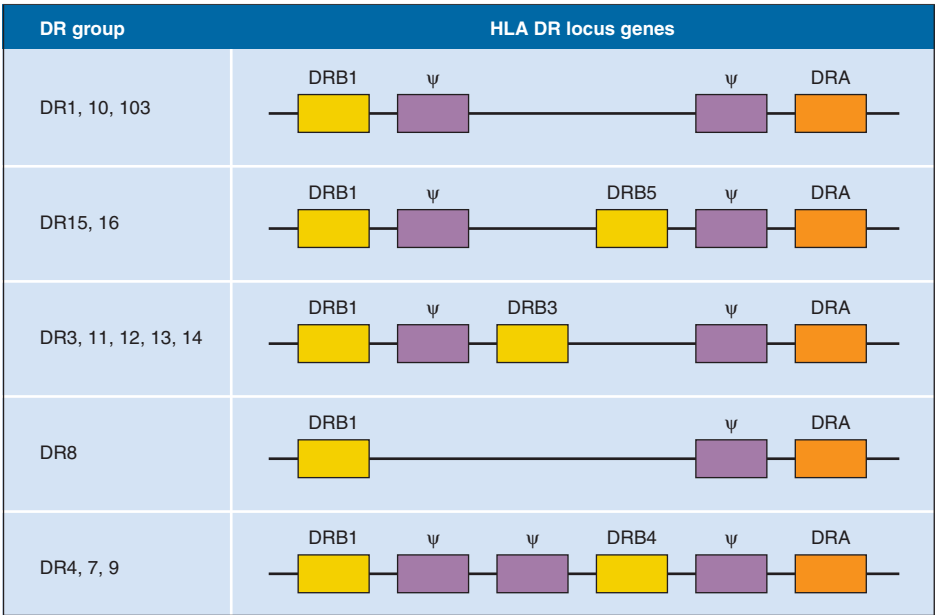 DR group HLA DR locus genes
DRB1 ψ ψ DRA
DR1, 10, 103
DRB1 ψ DRB5 ψ DRA
DR15, 16
DRB1 ψ DRB3 ψ DRA
DR3, 11, 12, 13, 14
DRB1 ψ DRA
DR8
DRB1 ψ ψ DRB4 ψ DRA
DR4, 7, 9